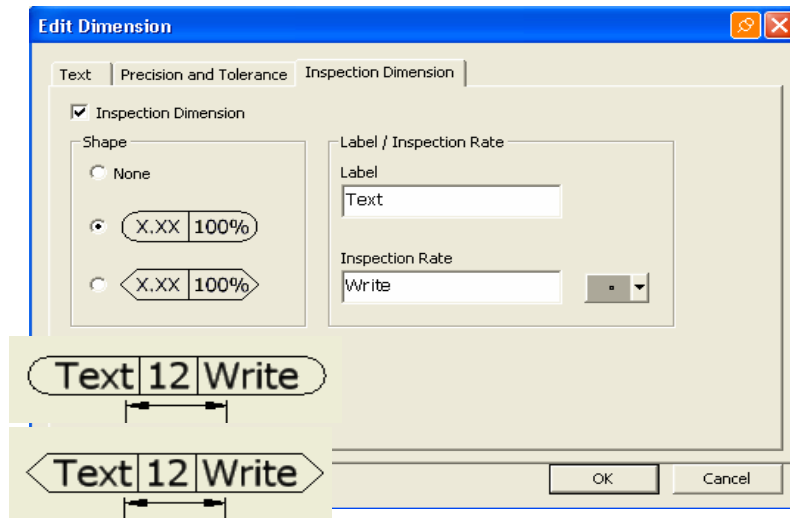 Edit Dimension
Text Precision and Tolerance Inspection Dimension
Inspection Dimension
Shape
None
X.XX 100%
X.XX 100%
Label / Inspection Rate
Label
Text
Inspection Rate
Write
Text 12 Write
Text 12 Write
OK Cancel